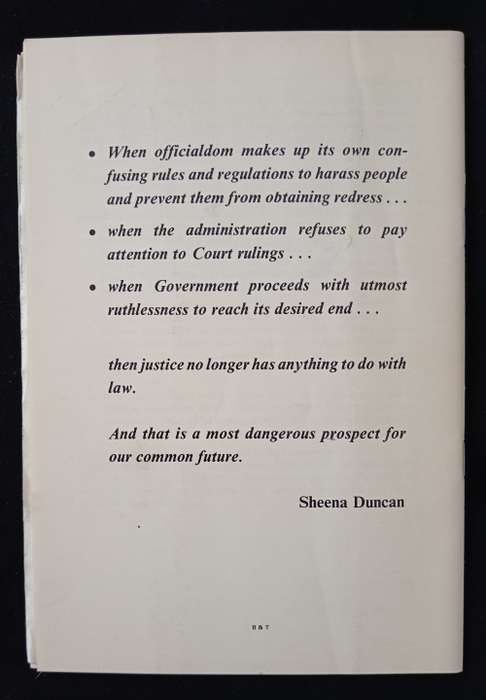 • When officialdom makes up its own con-
fusing rules and regulations to harass people
and prevent them from obtaining redress . . .
• when the administration refuses to pay
attention to Court rulings . . .
• when Government proceeds with utmost
ruthlessness to reach its desired end . . .
then justice no longer has anything to do with
law.
And that is a most dangerous prospect for
our common future.
Sheena Duncan
B & T